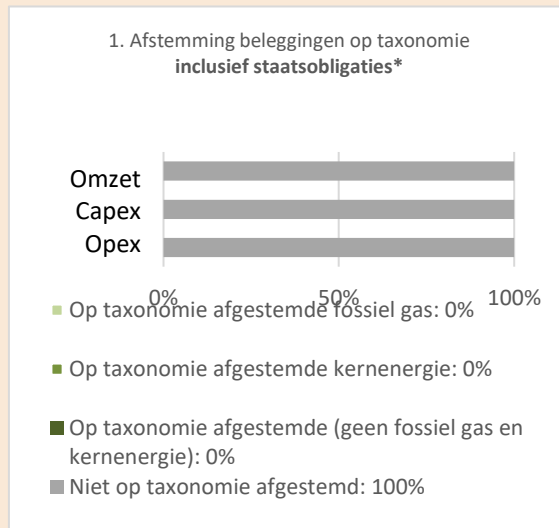 1. Afstemming beleggingen op taxonomie
inclusief staatsobligaties*
Omzet
Capex
Opex
0% 50% 100%
Op taxonomie afgestemde fossiel gas: 0%
Op taxonomie afgestemde kernenergie: 0%
Op taxonomie afgestemde (geen fossiel gas en
kernenergie): 0%
Niet op taxonomie afgestemd: 100%